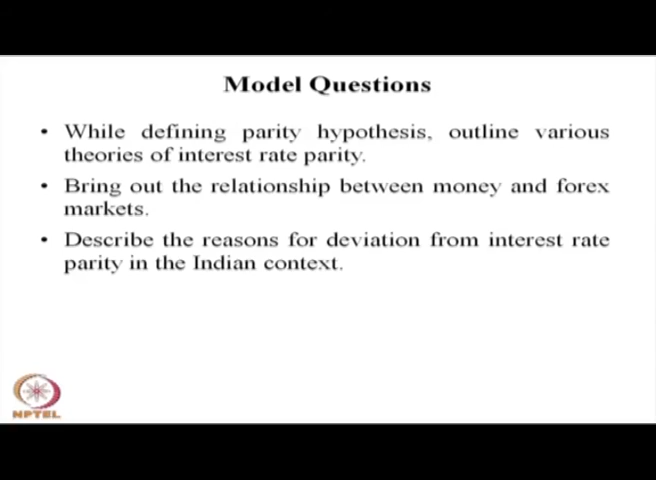 Model Questions
• While defining parity hypothesis, outline various
theories of interest rate parity.
• Bring out the relationship between money and forex
markets.
• Describe the reasons for deviation from interest rate
parity in the Indian context.
NPTEL